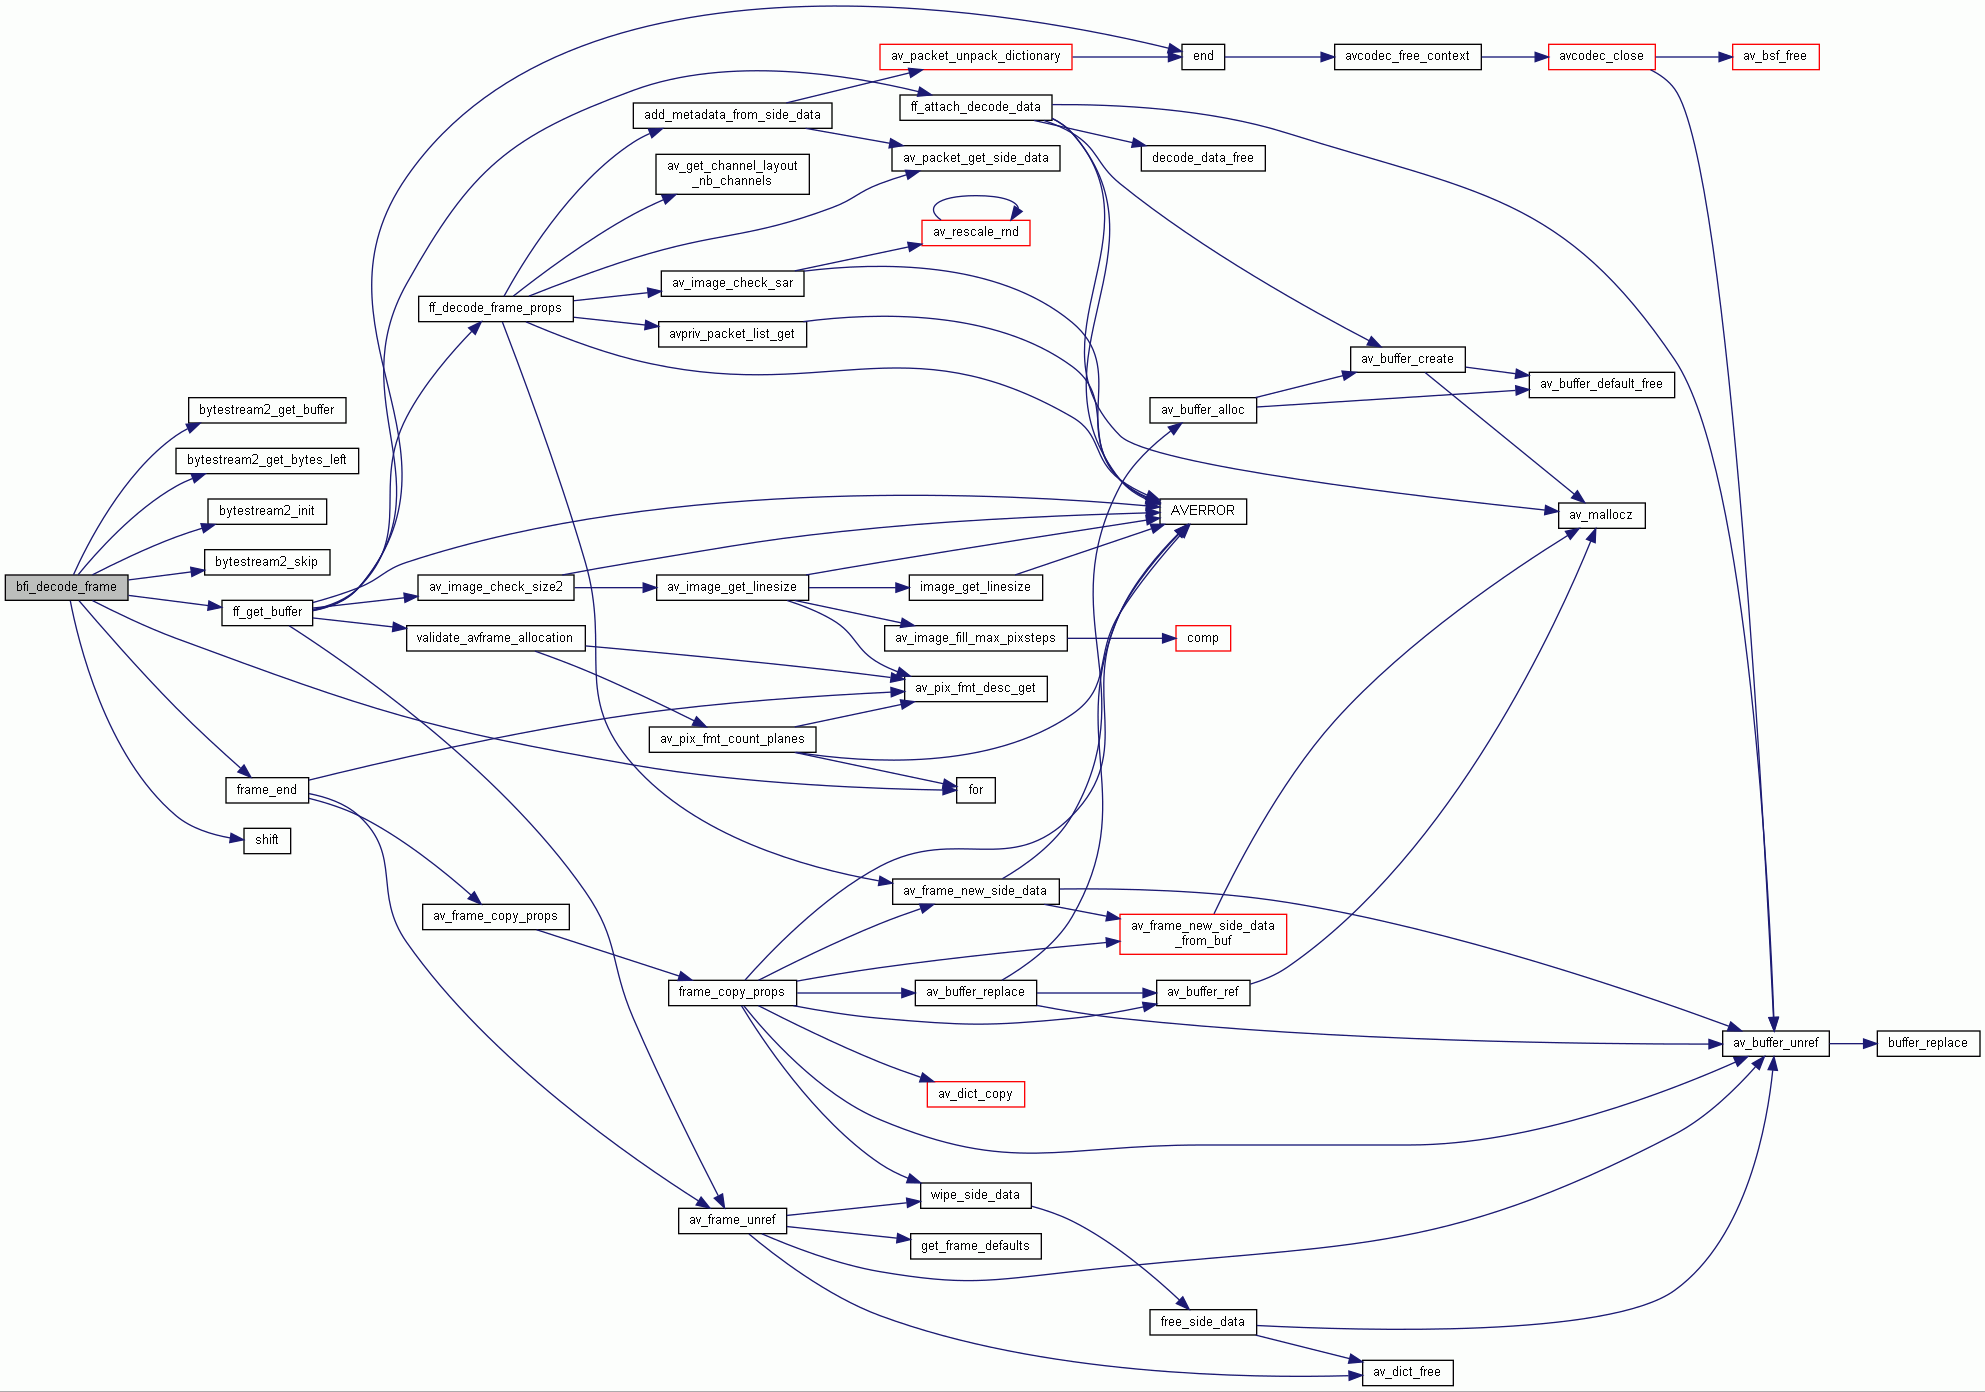 av_packet_unpack_dictionary
end
avcodec_free_context
avcodec_close
av_bsf_free
add_metadata_from_side_data
ff_attach_decode_data
av_get_channel_layout
_nb_channels
av_packet_get_side_data
decode_data_free
av_rescale_rnd
av_image_check_sar
ff_decode_frame_props
avpriv_packet_list_get
av_buffer_create
av_buffer_default_free
bytestream2_get_buffer
av_buffer_alloc
bytestream2_get_bytes_left
bytestream2_init
AVERROR
av_mallocz
bytestream2_skip
bfi_decode_frame
av_image_check_size2
av_image_get_linesize
image_get_linesize
ff_get_buffer
validate_avframe_allocation
av_image_fill_max_pixsteps
comp
av_pix_fmt_desc_get
av_pix_fmt_count_planes
frame_end
for
shift
av_frame_new_side_data
av_frame_copy_props
av_frame_new_side_data
_from_buf
frame_copy_props
av_buffer_replace
av_buffer_ref
av_buffer_unref
buffer_replace
av_dict_copy
wipe_side_data
av_frame_unref
get_frame_defaults
free_side_data
av_dict_free